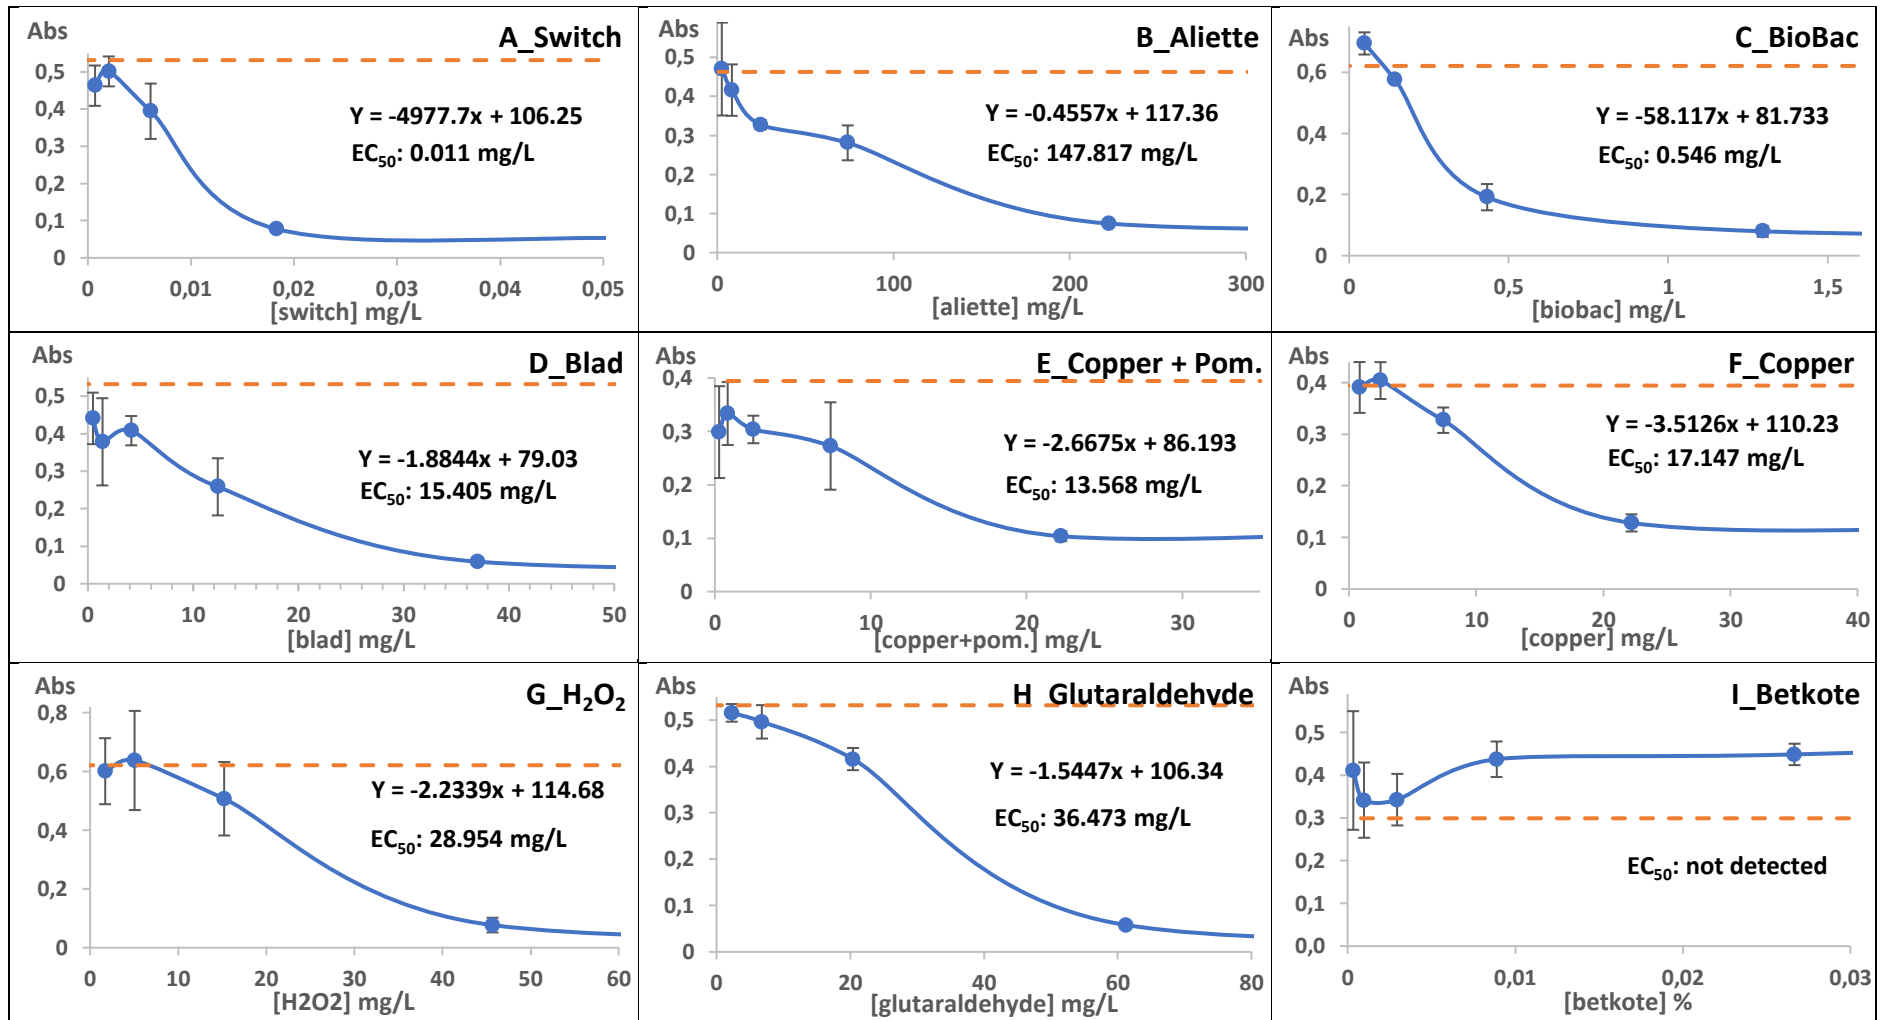 Abs
A_Switch
0,5
0,4
0,3
0,2
0,1
0
Y = -4977.7x + 106.25
EC₅₀: 0.011 mg/L
0 0,01 0,02 0,03 0,04 0,05
[switch] mg/L
Abs
B_Aliette
0,5
0,4
0,3
0,2
0,1
0
Y = -0.4557x + 117.36
EC₅₀: 147.817 mg/L
0 100 200 300
[aliette] mg/L
Abs
C_BioBac
0,6
0,4
0,2
0
Y = -58.117x + 81.733
EC₅₀: 0.546 mg/L
0 0,5 1 1,5
[biobac] mg/L
Abs
D_Blad
0,5
0,4
0,3
0,2
0,1
0
Y = -1.8844x + 79.03
EC₅₀: 15.405 mg/L
0 10 20 30 40 50
[blad] mg/L
Abs
E_Copper + Pom.
0,4
0,3
0,2
0,1
0
Y = -2.6675x + 86.193
EC₅₀: 13.568 mg/L
0 10 20 30
[copper+pom.] mg/L
Abs
F_Copper
0,4
0,3
0,2
0,1
0
Y = -3.5126x + 110.23
EC₅₀: 17.147 mg/L
0 10 20 30 40
[copper] mg/L
Abs
G_H₂O₂
0,8
0,6
0,4
0,2
0
Y = -2.2339x + 114.68
EC₅₀: 28.954 mg/L
0 10 20 30 40 50 60
[H2O2] mg/L
Abs
H_Glutaraldehyde
0,5
0,4
0,3
0,2
0,1
0
Y = -1.5447x + 106.34
EC₅₀: 36.473 mg/L
0 20 40 60 80
[glutaraldehyde] mg/L
Abs
I_Betkote
0,5
0,4
0,3
0,2
0,1
0,0
EC₅₀: not detected
0 0,01 0,02 0,03
[betkote] %